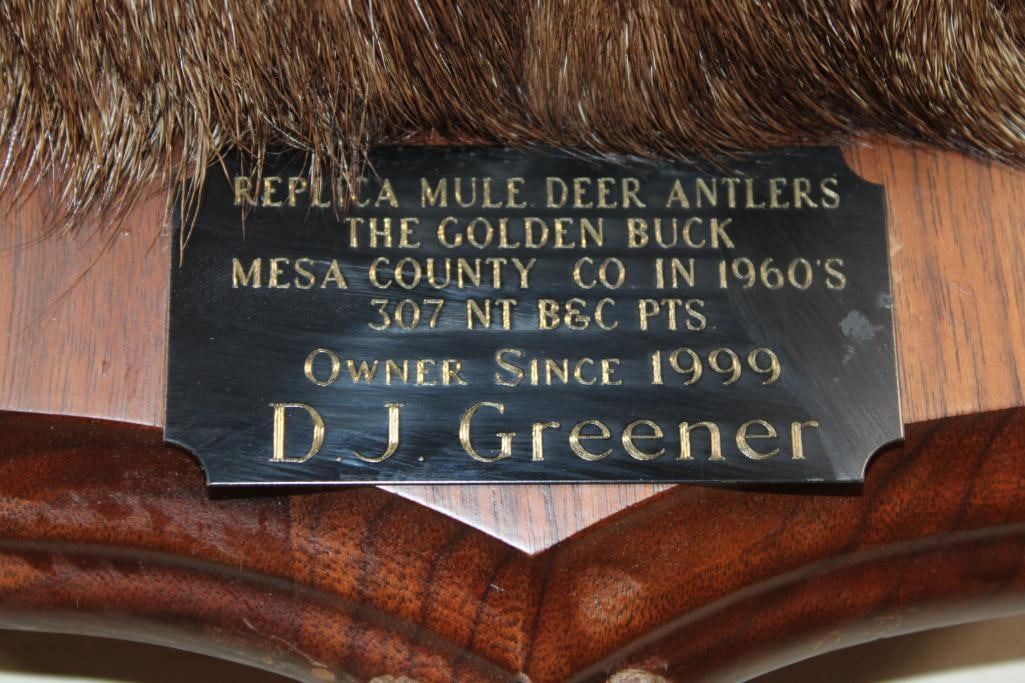 REPLICA MULE DEER ANTLERS
THE GOLDEN BUCK
MESA COUNTY CO IN 1960'S
307 NT B&C PTS
OWNER SINCE 1999
D.J. Greener